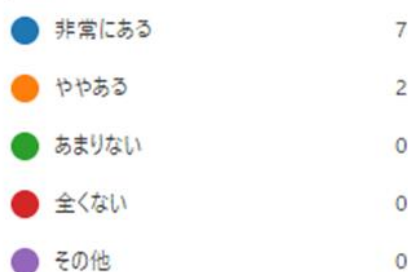 非常にある 7
ややある 2
あまりない 0
全くない 0
その他 0